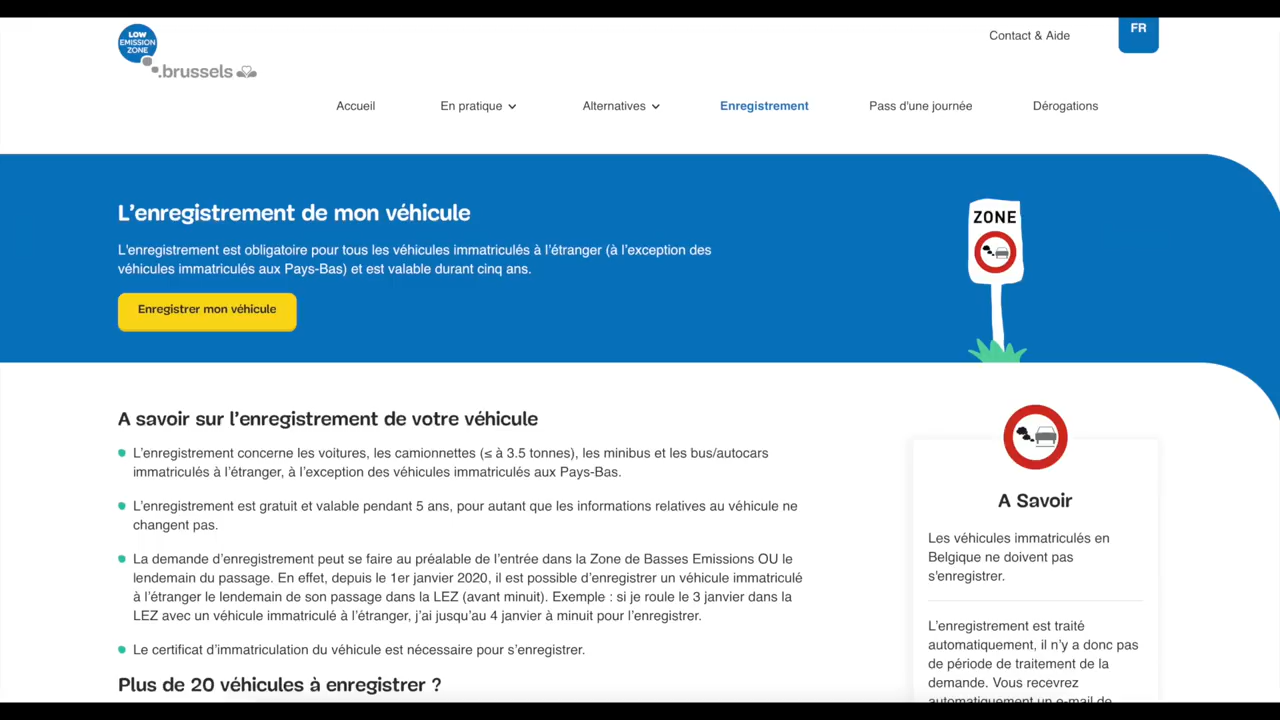 LOW
EMISSION
ZONE
.brussels
Contact & Aide
FR
Accueil
En pratique
Alternatives
Enregistrement
Pass d'une journée
Dérogations
L’enregistrement de mon véhicule
L'enregistrement est obligatoire pour tous les véhicules immatriculés à l’étranger (à l’exception des
véhicules immatriculés aux Pays-Bas) et est valable durant cinq ans.
Enregistrer mon véhicule
ZONE
A savoir sur l’enregistrement de votre véhicule
L’enregistrement concerne les voitures, les camionnettes (≤ à 3.5 tonnes), les minibus et les bus/autocars
immatriculés à l’étranger, à l’exception des véhicules immatriculés aux Pays-Bas.
L’enregistrement est gratuit et valable pendant 5 ans, pour autant que les informations relatives au véhicule ne
changent pas.
La demande d’enregistrement peut se faire au préalable de l’entrée dans la Zone de Basses Emissions OU le
lendemain du passage. En effet, depuis le 1er janvier 2020, il est possible d’enregistrer un véhicule immatriculé
à l’étranger le lendemain de son passage dans la LEZ (avant minuit). Exemple : si je roule le 3 janvier dans la
LEZ avec un véhicule immatriculé à l’étranger, j’ai jusqu’au 4 janvier à minuit pour l’enregistrer.
Le certificat d’immatriculation du véhicule est nécessaire pour s’enregistrer.
Plus de 20 véhicules à enregistrer ?
A Savoir
Les véhicules immatriculés en
Belgique ne doivent pas
s'enregistrer.
L’enregistrement est traité
automatiquement, il n’y a donc pas
de période de traitement de la
demande. Vous recevrez
automatiquement un e-mail de